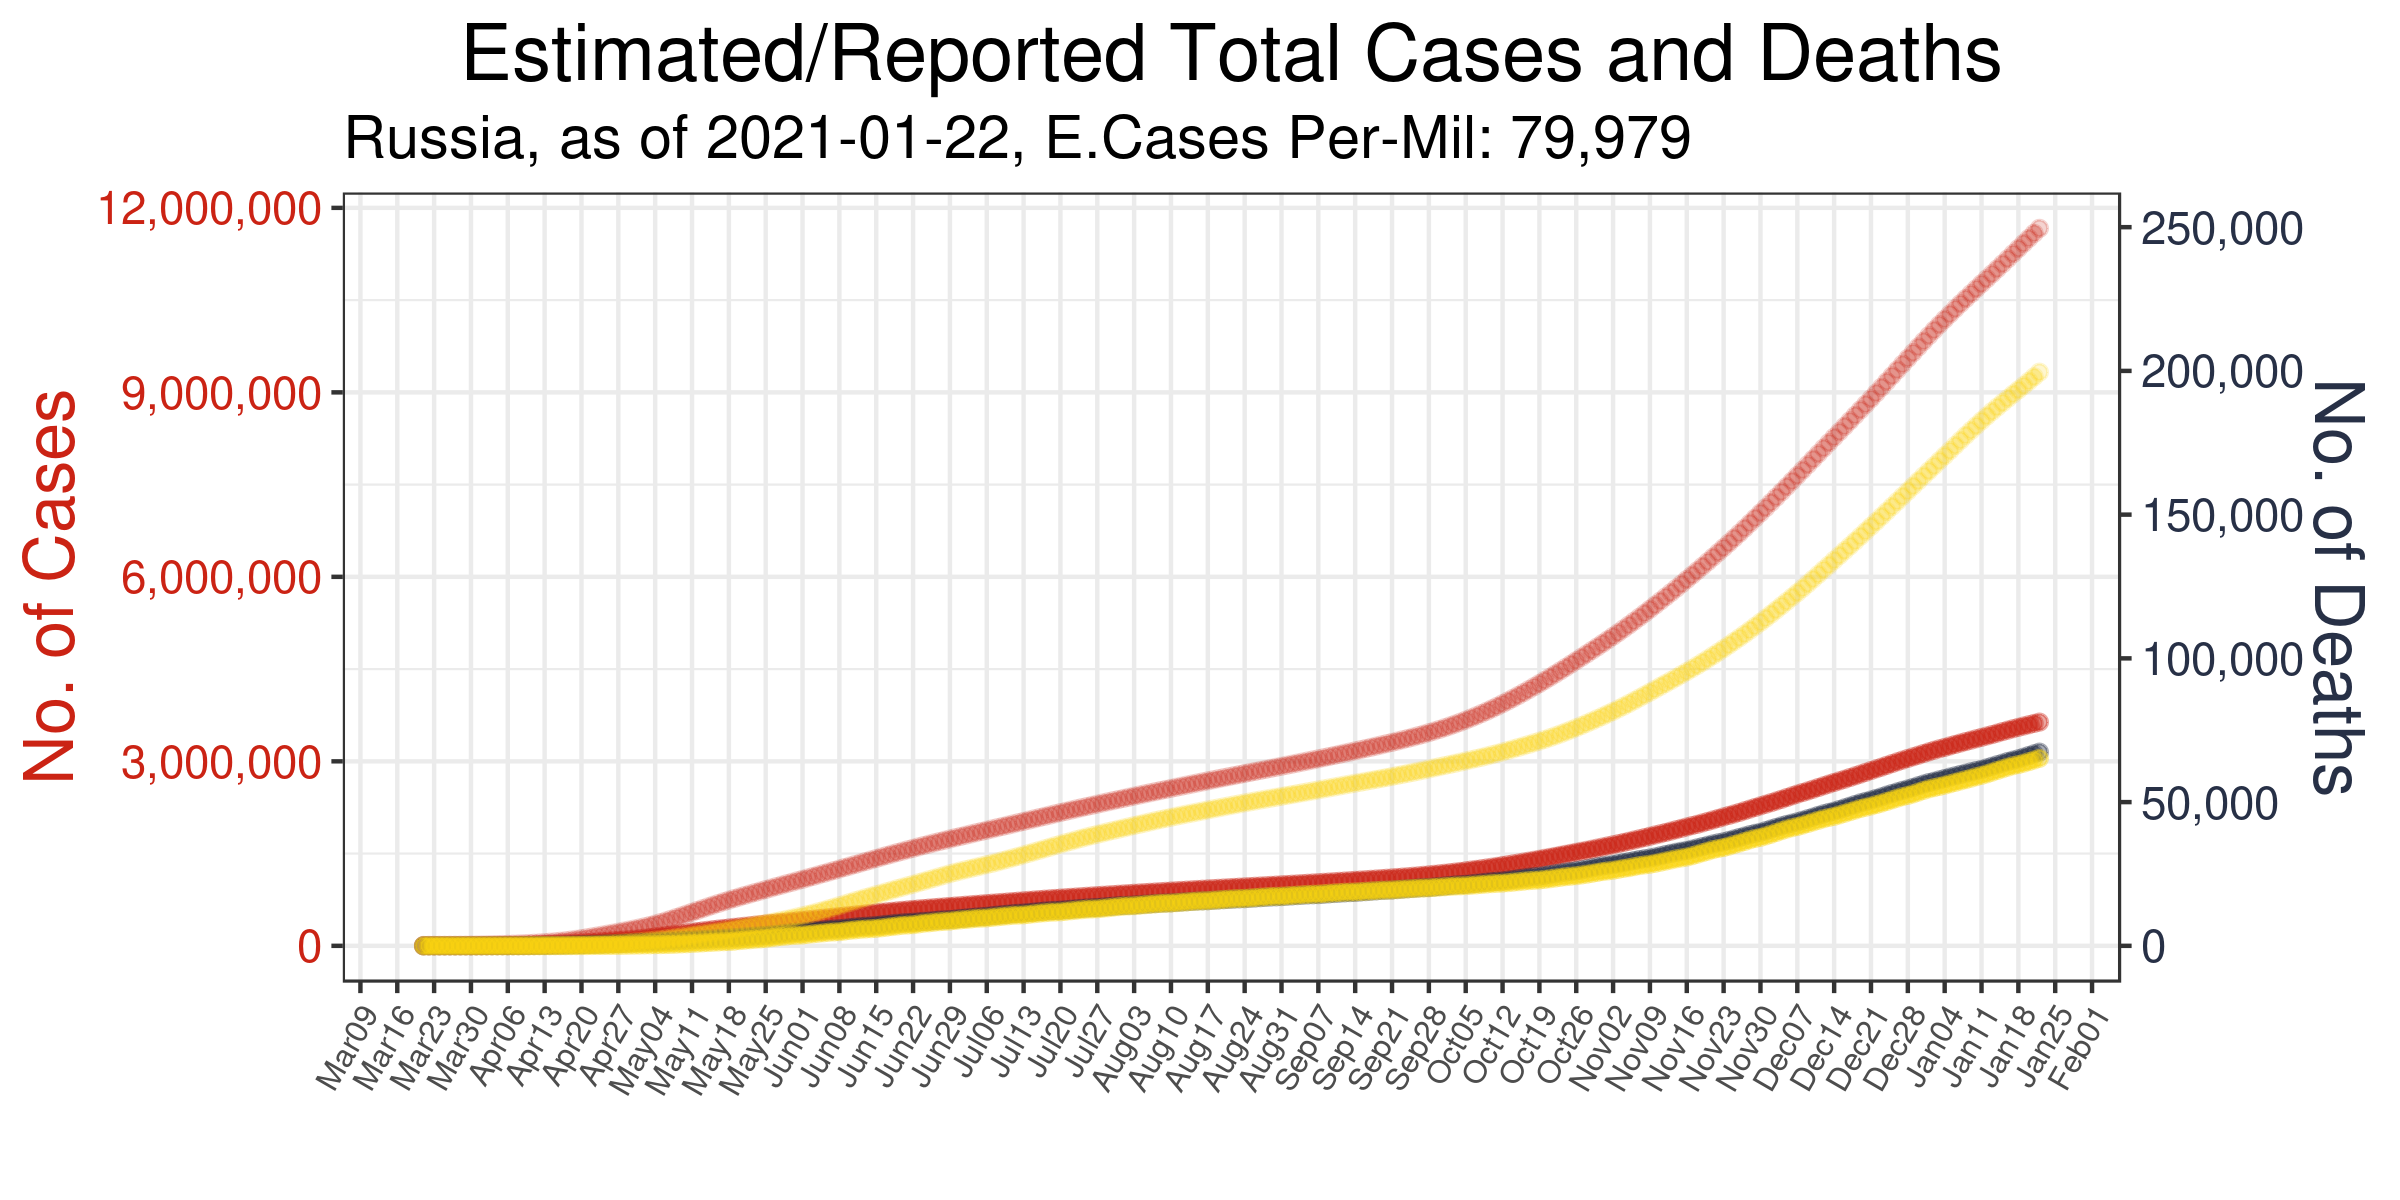 Estimated/Reported Total Cases and Deaths
Russia, as of 2021-01-22, E.Cases Per-Mil: 79,979
No. of Cases
12,000,000
9,000,000
6,000,000
3,000,000
0
250,000
200,000
150,000
100,000
50,000
0
No. of Deaths
Mar09
Mar16
Mar23
Mar30
Apr06
Apr13
Apr20
Apr27
May04
May11
May18
May25
Jun01
Jun08
Jun15
Jun22
Jun29
Jul06
Jul13
Jul20
Jul27
Aug03
Aug10
Aug17
Aug24
Aug31
Sep07
Sep14
Sep21
Sep28
Oct05
Oct12
Oct19
Oct26
Nov02
Nov09
Nov16
Nov23
Nov30
Dec07
Dec14
Dec21
Dec28
Jan04
Jan11
Jan18
Jan25
Feb01